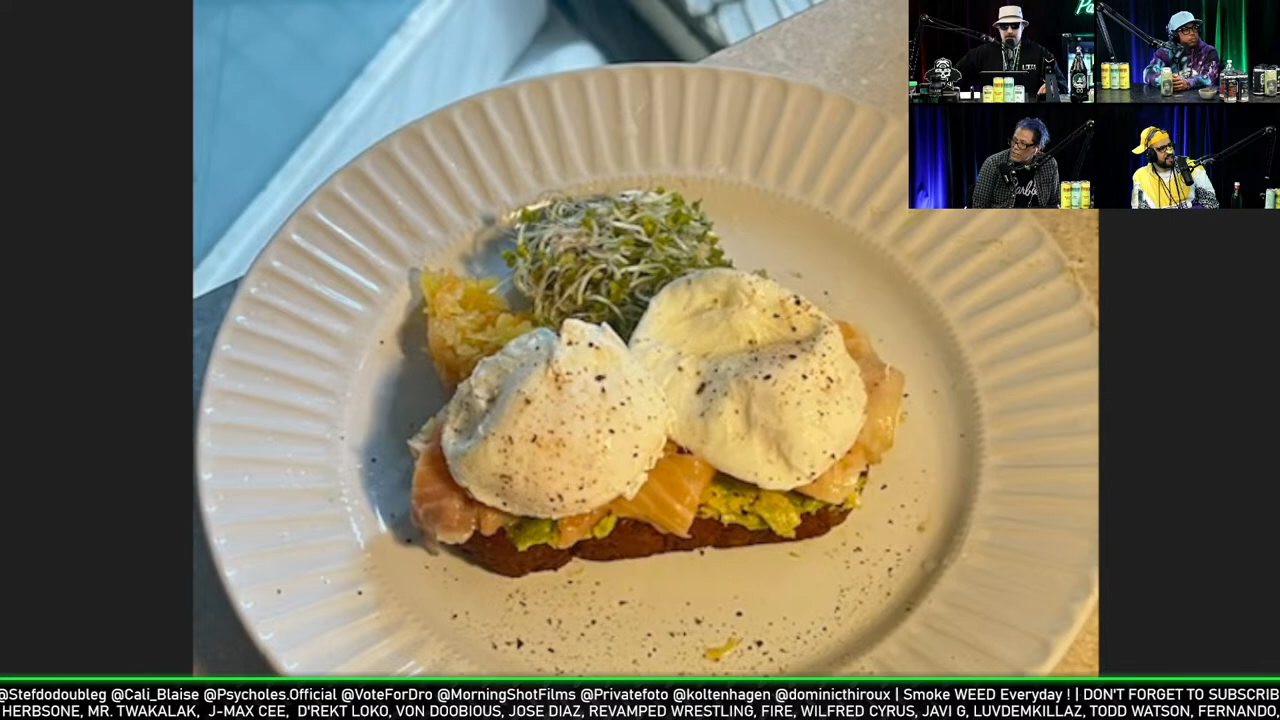 @Stefdodoubleg @Cali_Blaise @Psycholes.Official @VoteForDro @MorningShotFilms @Privatefoto @koltenhagen @dominicthiroux | Smoke WEED Everyday ! | DON'T FORGET TO SUBSCRIB
HERBSONE, MR. TWAKALAK, J-MAX CEE, D'REKT LOKO, VON DOOBIOUS, JOSE DIAZ, REVAMPED WRESTLING, FIRE, WILFRED CYRUS, JAVI G, LUVDEMKILLAZ, TODD WATSON, FERNANDO